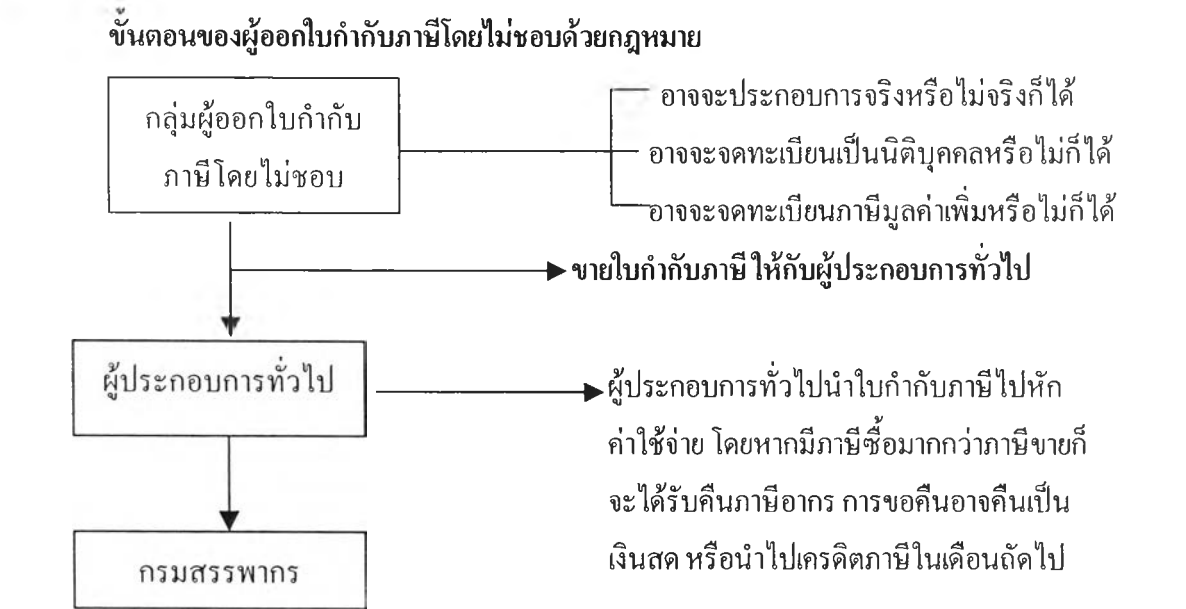 ขั้นตอนของผู้ออกใบกำกับภาษีโดยไม่ชอบด้วยกฎหมาย
กลุ่มผู้ออกใบกำกับ
ภาษีโดยไม่ชอบ
อาจจะประกอบการจริงหรือไม่จริงก็ได้
อาจจะจดทะเบียนเป็นนิติบุคคลหรือไม่ก็ได้
อาจจะจดทะเบียนภาษีมูลค่าเพิ่มหรือไม่ก็ได้
ขายใบกำกับภาษี ให้กับผู้ประกอบการทั่วไป
ผู้ประกอบการทั่วไป
ผู้ประกอบการทั่วไปนำใบกำกับภาษีไปหัก
ค่าใช้จ่าย โดยหากมีภาษีซื้อมากกว่าภาษีขายก็
จะได้รับคืนภาษีอากร การขอคืนอาจคืนเป็น
เงินสด หรือนำไปเครดิตภาษีในเดือนถัดไป
กรมสรรพากร